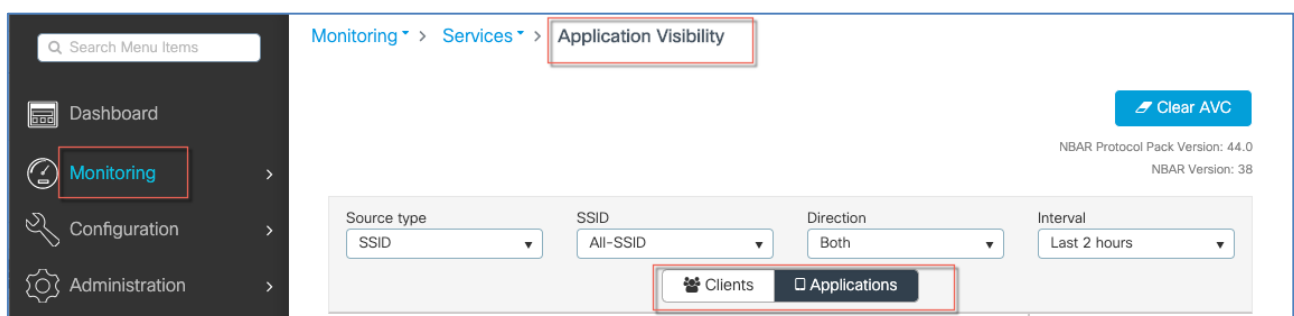 Search Menu Items
Dashboard
Monitoring
Configuration
Administration
Monitoring > Services > Application Visibility
Clear AVC
NBAR Protocol Pack Version: 44.0
NBAR Version: 38
Source type SSID Direction Interval
SSID All-SSID Both Last 2 hours
Clients Applications